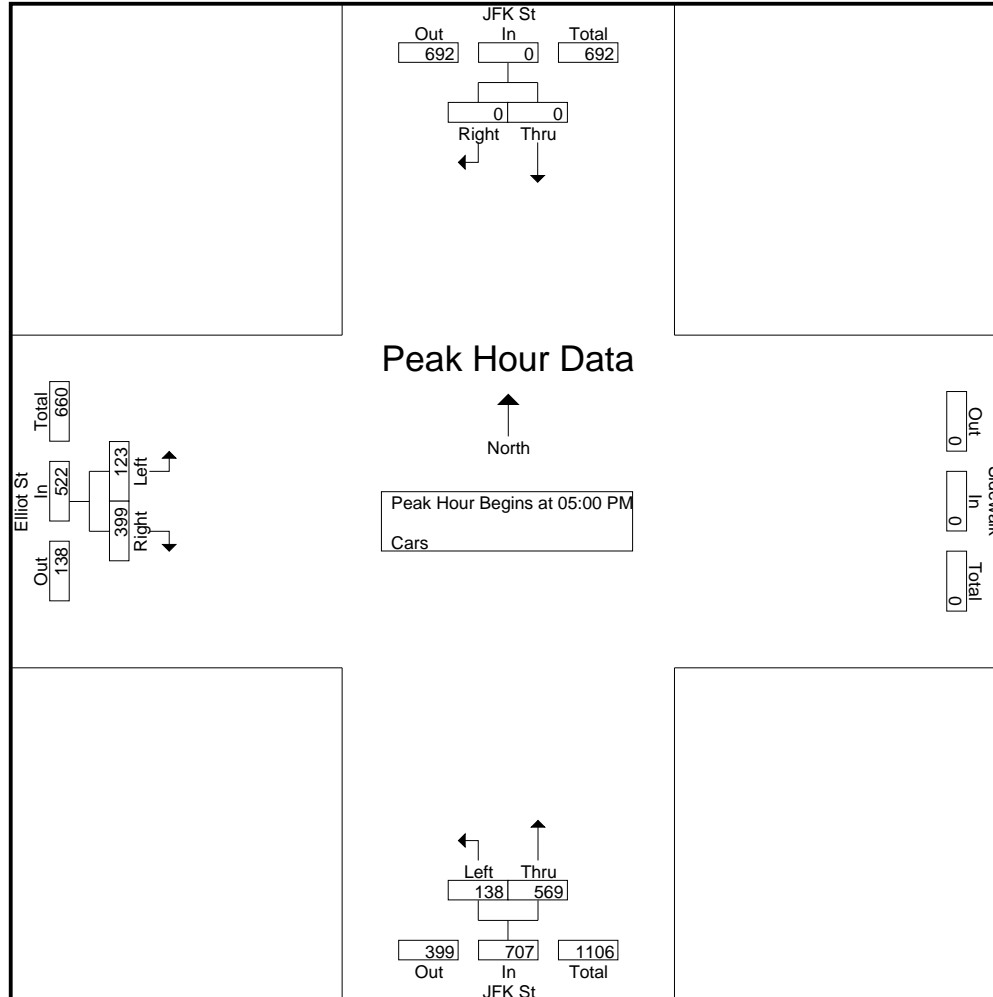 JFK St
Out In Total
692 0 692
0 0
Right Thru
Peak Hour Data
North
Peak Hour Begins at 05:00 PM
Cars
Elliot St
Total In Out
660 522 138
123 399
Left Right
Out In Total
0 0 0
Left Thru
138 569
399 707 1106
Out In Total
JFK St